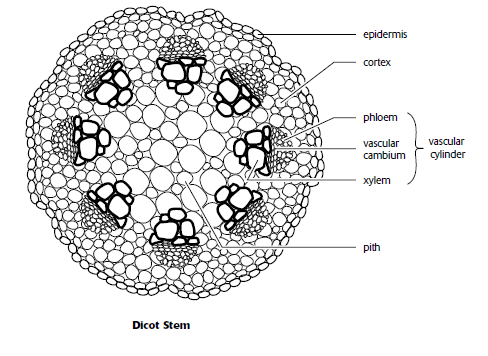 epidermis
cortex
phloem
vascular
cambium
vascular
cylinder
xylem
pith
Dicot Stem